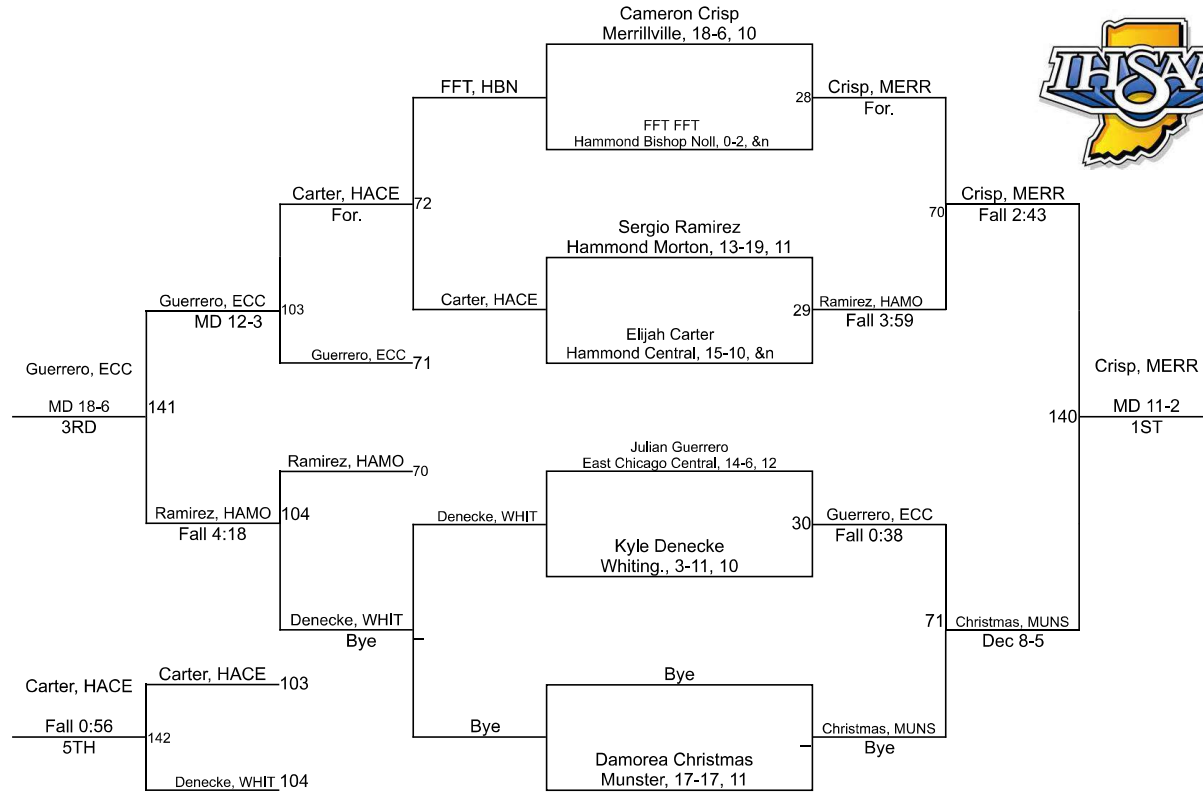 Cameron Crisp
Merrillville, 18-6, 10
IHSAA
FFT, HBN
28
Crisp, MERR
For.
FFT FFT
Hammond Bishop Noll, 0-2, &n
Carter, HACE
For.
72
70
Crisp, MERR
Fall 2:43
Sergio Ramirez
Hammond Morton, 13-19, 11
Guerrero, ECC
MD 12-3
103
Carter, HACE
29
Ramirez, HAMO
Fall 3:59
Elijah Carter
Hammond Central, 15-10, &n
Guerrero, ECC
71
Guerrero, ECC
MD 18-6
3RD
141
140
Crisp, MERR
MD 11-2
1ST
Ramirez, HAMO
70
Julian Guerrero
East Chicago Central, 14-6, 12
Ramirez, HAMO
Fall 4:18
104
Denecke, WHIT
30
Guerrero, ECC
Fall 0:38
Kyle Denecke
Whiting., 3-11, 10
Denecke, WHIT
Bye
71
Christmas, MUNS
Dec 8-5
Carter, HACE
Fall 0:56
5TH
Carter, HACE
103
142
Denecke, WHIT
104
Bye
Bye
Christmas, MUNS
Bye
Damorea Christmas
Munster, 17-17, 11